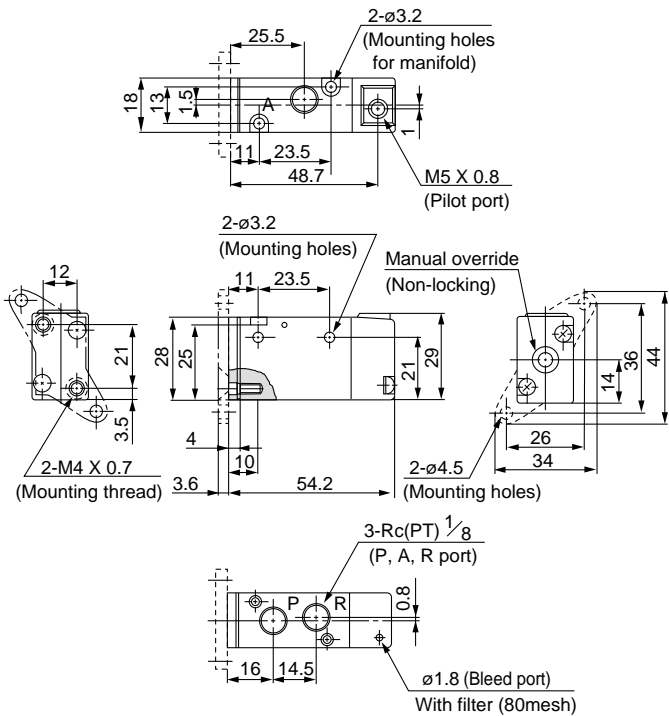 2-ø3.2
(Mounting holes
for manifold)
25.5
18
13
1.5
A
1
11
23.5
48.7
M5 X 0.8
(Pilot port)
2-ø3.2
(Mounting holes)
Manual override
(Non-locking)
12
11
23.5
21
3.5
28
25
21
29
14
36
44
4
10
3.6
54.2
2-M4 X 0.7
(Mounting thread)
26
34
2-ø4.5
(Mounting holes)
3-Rc(PT) 1/8
(P, A, R port)
P
R
0.8
16
14.5
ø1.8 (Bleed port)
With filter (80mesh)